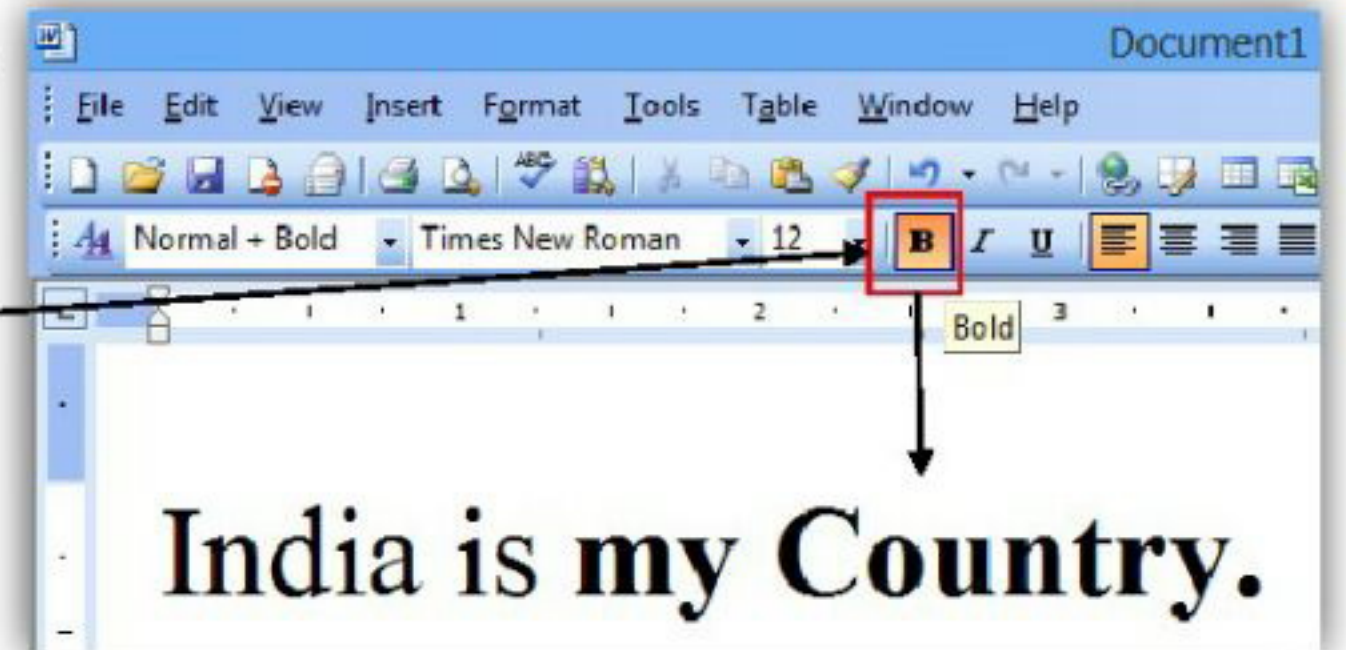 Document1
File Edit View Insert Format Tools Table Window Help
ABC
Normal + Bold Times New Roman 12 B I U
1 2 3
Bold
India is my Country.